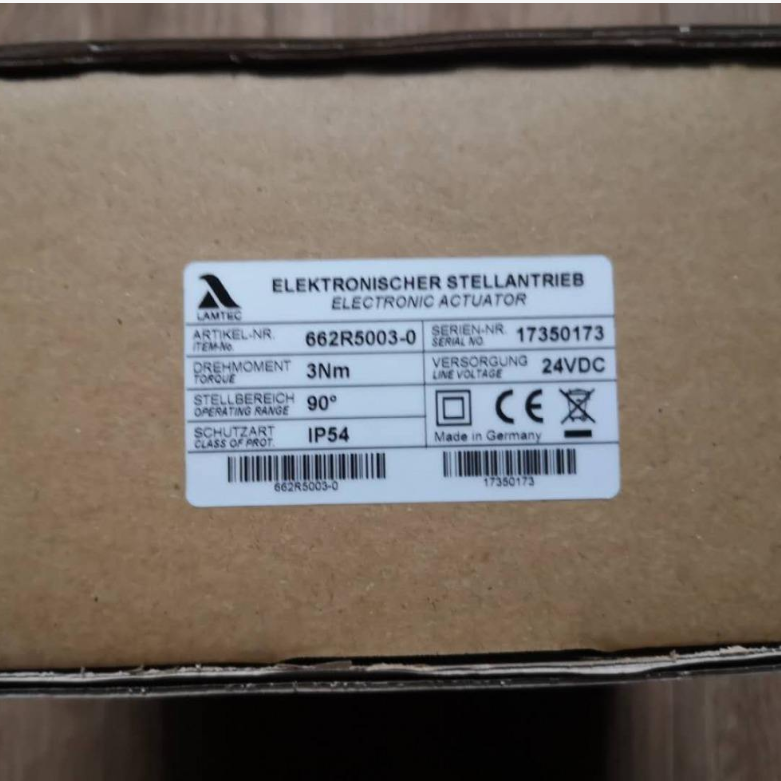 ELEKTRONISCHER STELLANTRIEB
ELECTRONIC ACTUATOR
LAMTEC
ARTIKEL-NR. 662R5003-0
ITEM-No.
SERIEN-NR. 17350173
SERIAL NO.
DREHMOMENT 3Nm
TORQUE
VERSORGUNG 24VDC
LINE VOLTAGE
STELLBEREICH 90°
OPERATING RANGE
CE
SCHUTZART IP54
CLASS OF PROT.
Made in Germany
662R5003-0
17350173